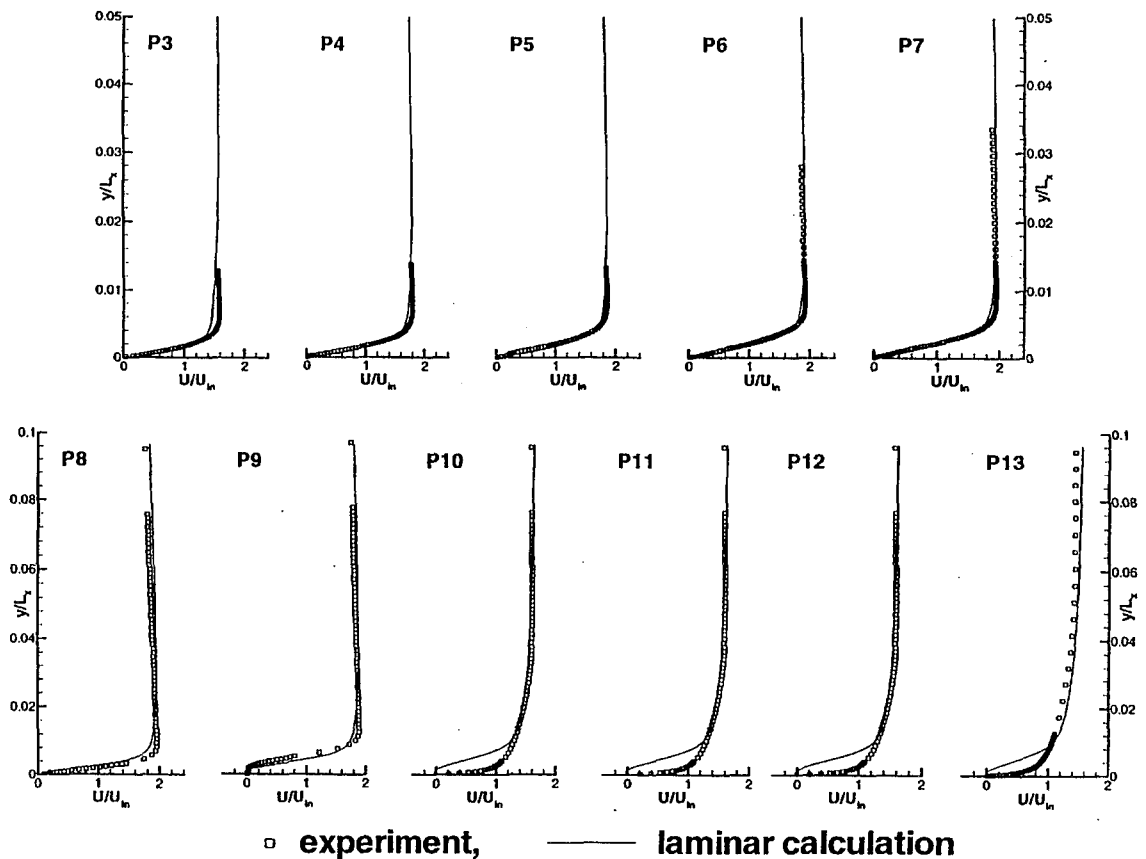 0.05 P3 P4 P5 P6 P7 0.05
0.04 0.04
0.03 0.03
y/Lx y/Lx
0.02 0.02
0.01 0.01
0 0
1 2 1 2 1 2 1 2 1 2
U/Uin U/Uin U/Uin U/Uin U/Uin
0.1 0.1
P8 P9 P10 P11 P12 P13
0.08 0.08
0.06 0.06
y/Lx y/Lx
0.04 0.04
0.02 0.02
0 0
0 1 2 0 1 2 0 1 2 0 1 2 0 1 2 0 1 2
U/Uin U/Uin U/Uin U/Uin U/Uin U/Uin
experiment, laminar calculation